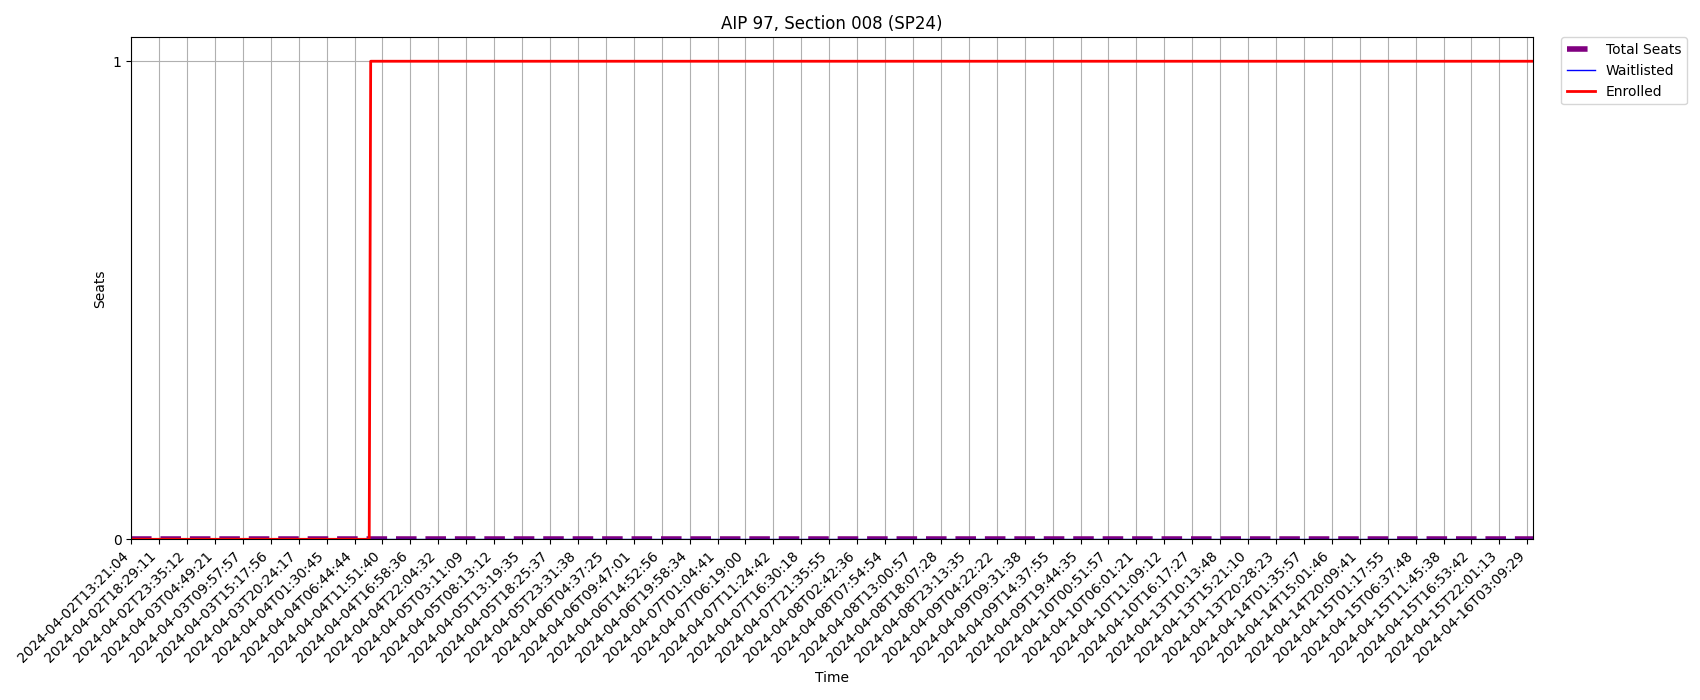 AIP 97, Section 008 (SP24)
Total Seats
Waitlisted
Enrolled
1
0
Seats
2024-04-02T13:21:04
2024-04-02T18:29:11
2024-04-02T23:35:12
2024-04-03T04:49:21
2024-04-03T09:57:57
2024-04-03T15:17:56
2024-04-03T20:24:17
2024-04-04T01:30:45
2024-04-04T06:44:44
2024-04-04T11:51:40
2024-04-04T16:58:36
2024-04-04T22:04:32
2024-04-05T03:11:09
2024-04-05T08:13:12
2024-04-05T13:19:35
2024-04-05T18:25:37
2024-04-05T23:31:38
2024-04-06T04:37:25
2024-04-06T09:47:01
2024-04-06T14:52:56
2024-04-06T19:58:34
2024-04-07T01:04:41
2024-04-07T06:19:00
2024-04-07T11:24:42
2024-04-07T16:30:18
2024-04-07T21:35:55
2024-04-08T02:42:36
2024-04-08T07:54:54
2024-04-08T13:00:57
2024-04-08T18:07:28
2024-04-08T23:13:35
2024-04-09T04:22:22
2024-04-09T09:31:38
2024-04-09T14:37:55
2024-04-09T19:44:35
2024-04-10T00:51:57
2024-04-10T06:01:21
2024-04-10T11:09:12
2024-04-10T16:17:27
2024-04-13T10:13:48
2024-04-13T15:21:10
2024-04-13T20:28:23
2024-04-14T01:35:57
2024-04-14T15:01:46
2024-04-14T20:09:41
2024-04-15T01:17:55
2024-04-15T06:37:48
2024-04-15T11:45:38
2024-04-15T16:53:42
2024-04-15T22:01:13
2024-04-16T03:09:29
Time